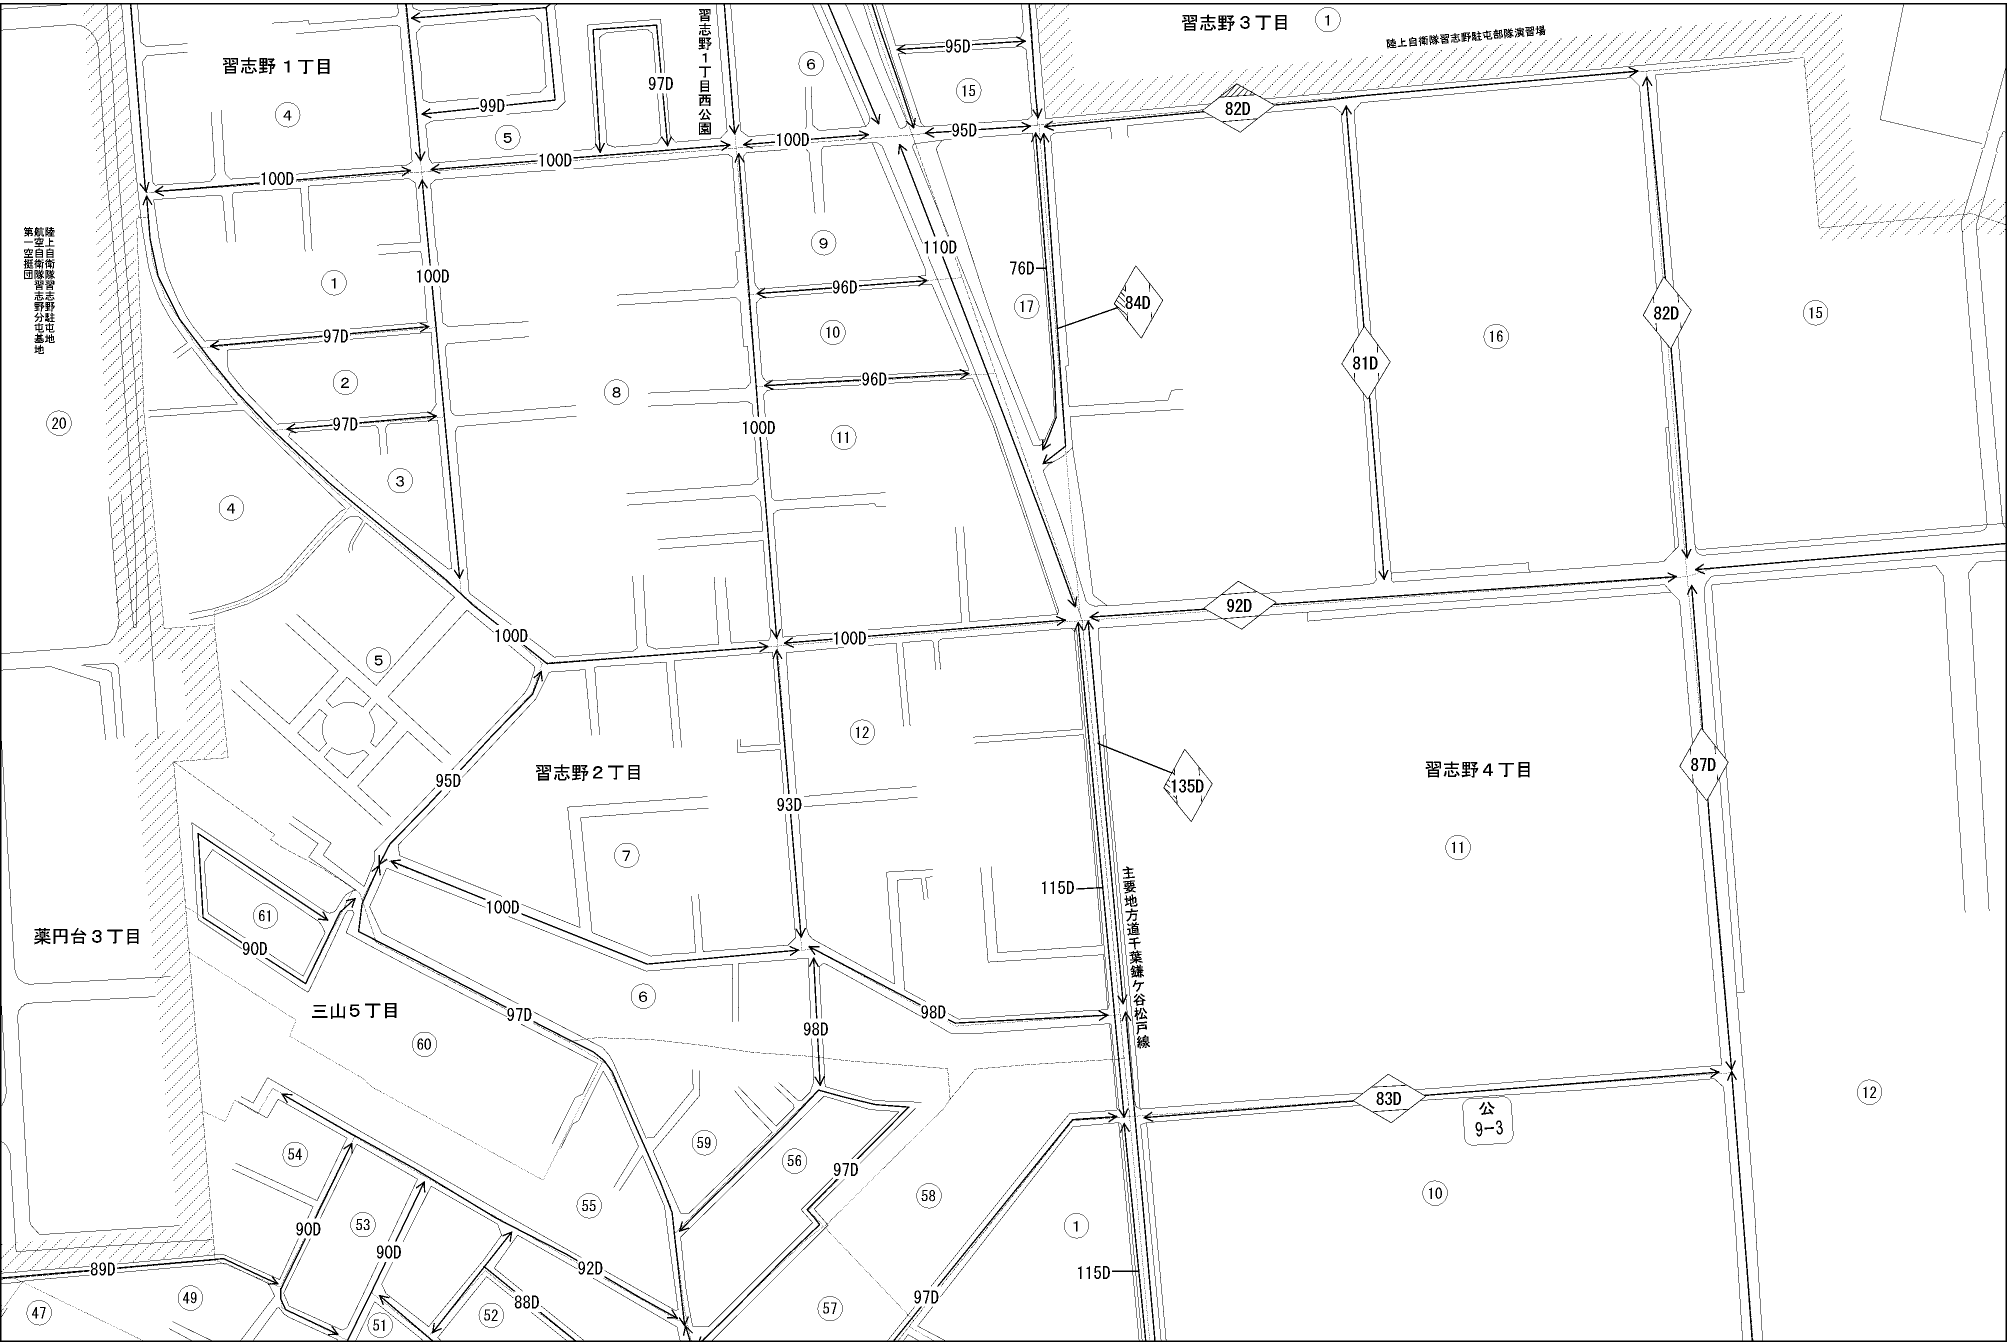 習志野３丁目 1
陸上自衛隊習志野駐屯部隊演習場
習志野１丁目
習志野１丁目西公園
6
95D
97D
15
99D
82D
4
5
95D
100D
100D
100D
陸上自衛隊習志野駐屯地
航空自衛隊習志野分屯基地
第一空挺団
9
110D
76D
100D
1
96D
17
84D
82D
15
10
97D
16
81D
2
96D
8
20
97D
100D
11
3
4
92D
100D
100D
5
12
習志野２丁目
習志野４丁目
87D
95D
135D
93D
7
11
115D
主要地方道千葉鎌ケ谷松戸線
100D
61
薬円台３丁目
90D
6
三山５丁目
97D
98D
98D
60
12
83D
公
9-3
59
54
56
97D
10
58
55
53
1
90D
90D
89D
92D
115D
49
97D
88D
47
57
52
51